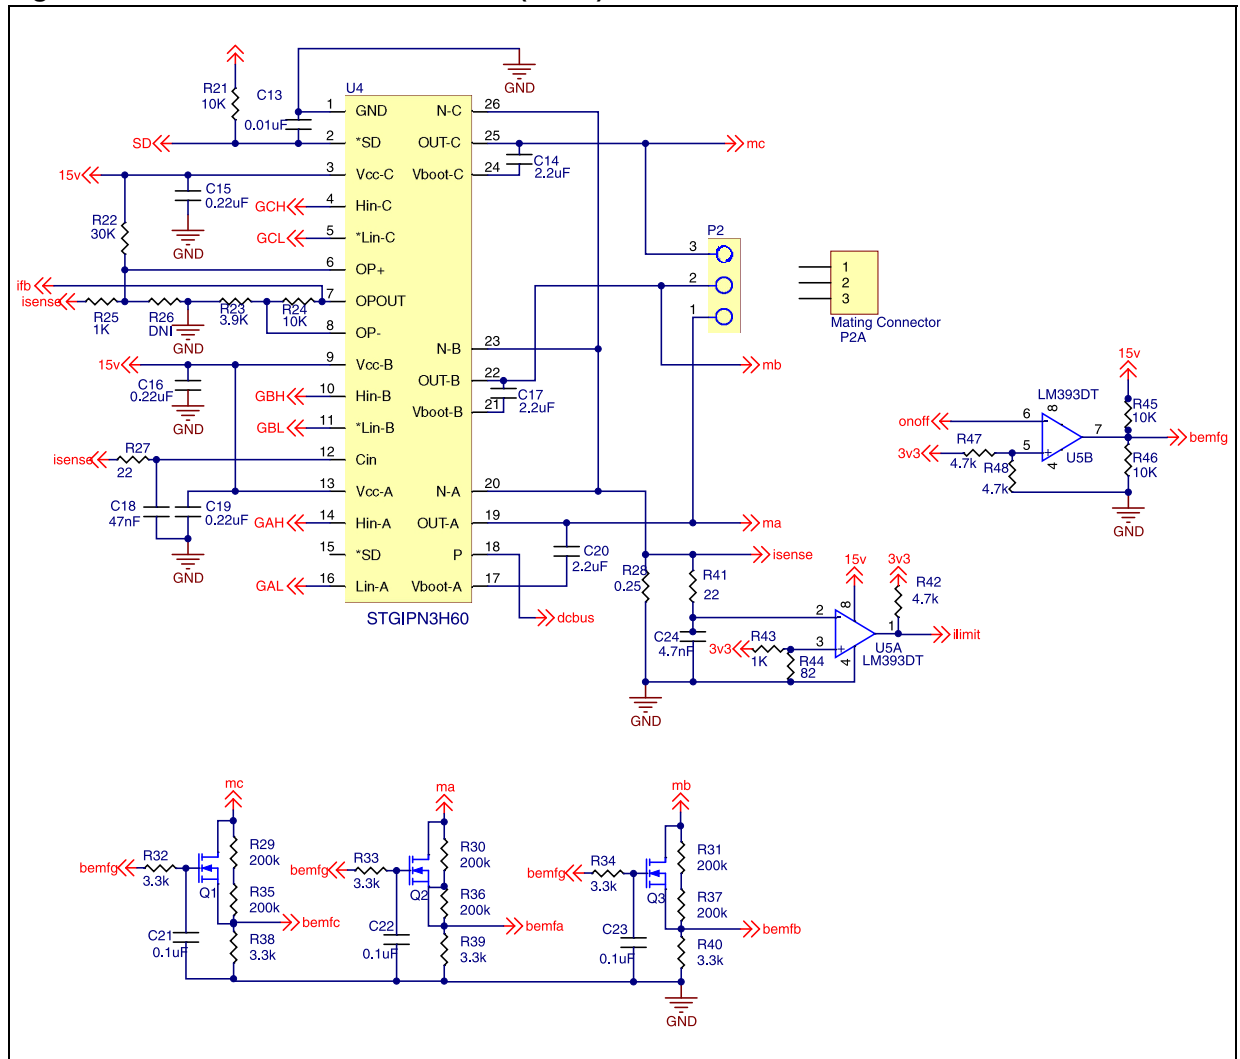 R21
10K
C13
0.01uF
GND
U4
SD
15v
C15
0.22uF
GND
R22
30K
GCH
GCL
ifb
isense
R25
1K
R26
DNI
GND
R23
3.9K
R24
10K
15v
C16
0.22uF
GND
GBH
GBL
isense
R27
22
C18
47nF
C19
0.22uF
GND
GAH
GAL
1 GND N-C 26
2 *SD OUT-C 25
3 Vcc-C Vboot-C 24
4 Hin-C
5 *Lin-C
6 OP+
7 OPOUT
8 OP-
N-B 23
9 Vcc-B
OUT-B 22
10 Hin-B
Vboot-B 21
11 *Lin-B
12 Cin
13 Vcc-A N-A 20
14 Hin-A OUT-A 19
15 *SD P 18
16 Lin-A Vboot-A 17
STGIPN3H60
C14
2.2uF
mc
P2
3
2
1
1
2
3
Mating Connector
P2A
mb
C17
2.2uF
ma
C20
2.2uF
dcbus
isense
R28
0.25
R41
22
C24
4.7nF
3v3
R43
1K
R44
82
2
3
15v
8
4
1
U5A
LM393DT
3v3
R42
4.7k
ilimit
GND
15v
LM393DT
8
onoff
6
7
R45
10K
bemfg
3v3
R47
4.7k
5
4
U5B
R48
4.7k
R46
10K
GND
mc
bemfg
R32
3.3k
Q1
R29
200k
R35
200k
bemfc
C21
0.1uF
R38
3.3k
ma
bemfg
R33
3.3k
Q2
R30
200k
R36
200k
bemfa
C22
0.1uF
R39
3.3k
mb
bemfg
R34
3.3k
Q3
R31
200k
R37
200k
bemfb
C23
0.1uF
R40
3.3k
GND